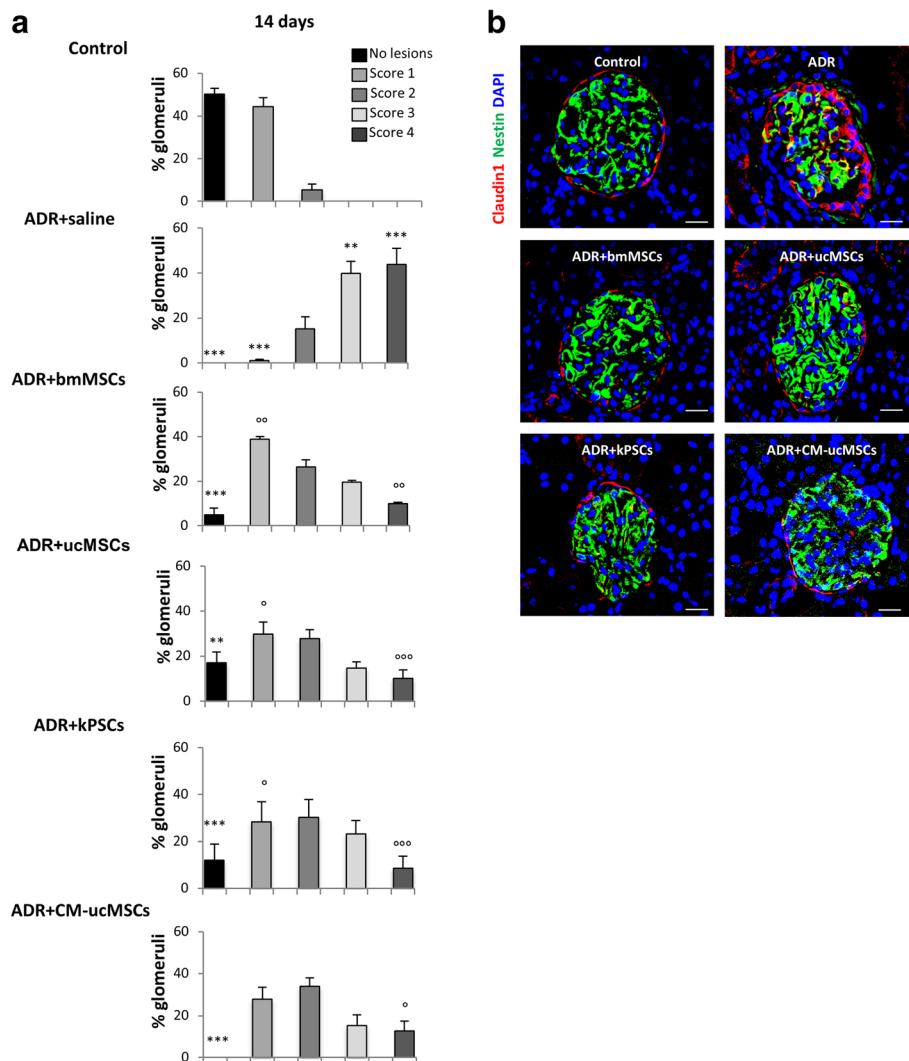 a
14 days
Control
No lesions
Score 1
Score 2
Score 3
Score 4
% glomeruli
60
40
20
0
ADR+saline
% glomeruli
60
40
20
0
***
***
**
***
ADR+bmMSCs
% glomeruli
60
40
20
0
***
°°
°°
ADR+ucMSCs
% glomeruli
60
40
20
0
**
°
°°°
ADR+kPSCs
% glomeruli
60
40
20
0
***
°
°°°
ADR+CM-ucMSCs
% glomeruli
60
40
20
0
***
°
b
Claudin1 Nestin DAPI
Control
ADR
ADR+bmMSCs
ADR+ucMSCs
ADR+kPSCs
ADR+CM-ucMSCs